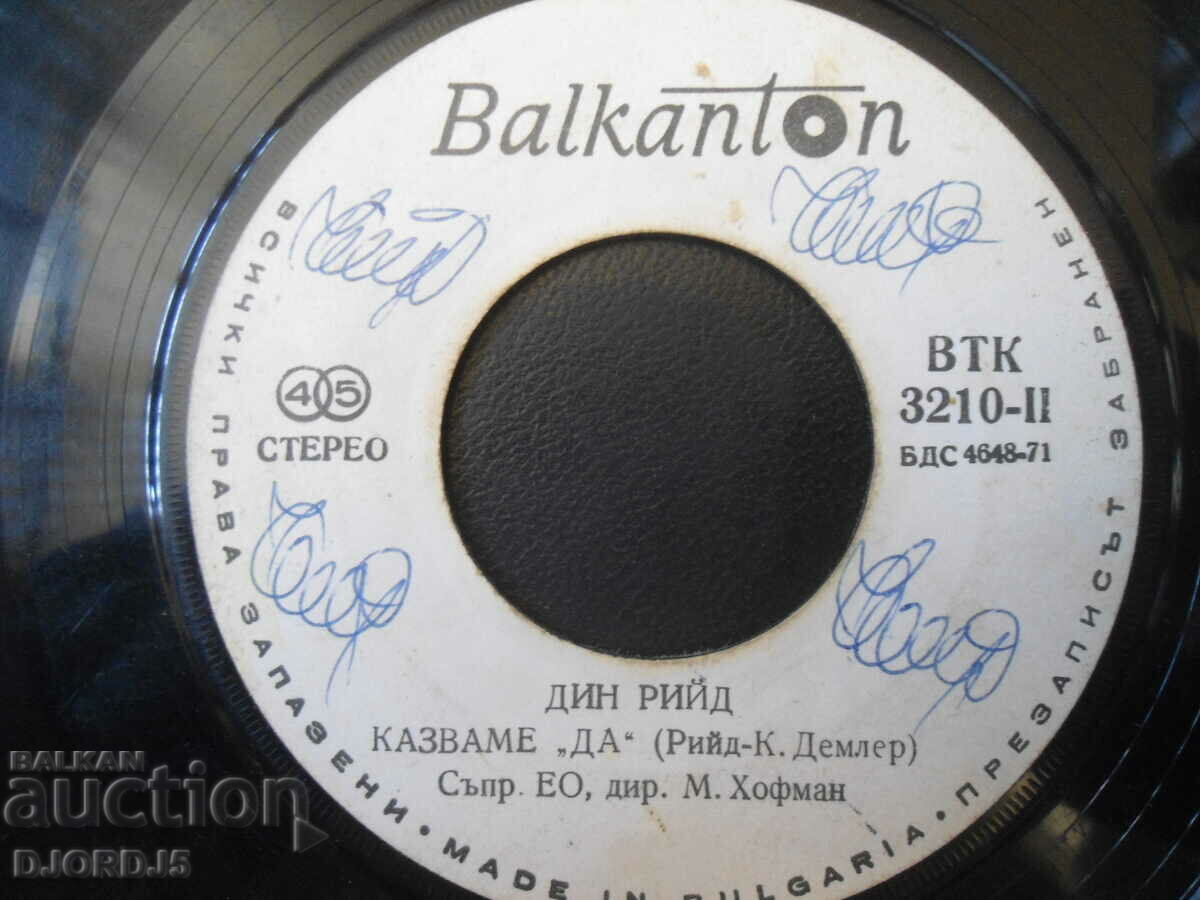 Balkanton
ВТК
3210-II
БДС 4648-71
45
СТЕРЕО
ДИН РИЙД
КАЗВАМЕ „ДА“ (Рийд-К. Демлер)
Съпр. ЕО, дир. М. Хофман
ВСИЧКИ ПРАВА ЗАПАЗЕНИ • MADE IN BULGARIA • ПРЕЗАПИСЪТ ЗАБРАНЕН
BALKAN
auction
DJORDJ5